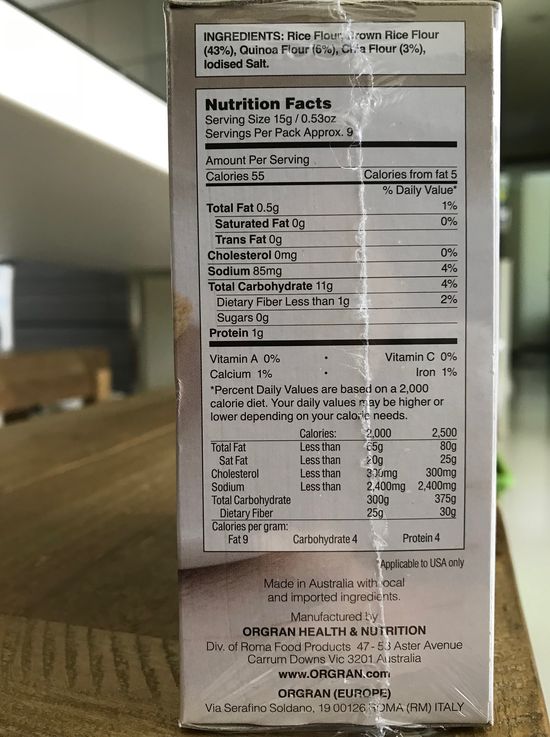 INGREDIENTS: Rice Flour, Brown Rice Flour
(43%), Quinoa Flour (6%), Chia Flour (3%),
Iodised Salt.
Nutrition Facts
Serving Size 15g / 0.53oz
Servings Per Pack Approx. 9
Amount Per Serving
Calories 55 Calories from fat 5
% Daily Value*
Total Fat 0.5g 1%
Saturated Fat 0g 0%
Trans Fat 0g
Cholesterol 0mg 0%
Sodium 85mg 4%
Total Carbohydrate 11g 4%
Dietary Fiber Less than 1g 2%
Sugars 0g
Protein 1g
Vitamin A 0% • Vitamin C 0%
Calcium 1% • Iron 1%
*Percent Daily Values are based on a 2,000
calorie diet. Your daily values may be higher or
lower depending on your calorie needs.
Calories: 2,000 2,500
Total Fat Less than 65g 80g
Sat Fat Less than 20g 25g
Cholesterol Less than 300mg 300mg
Sodium Less than 2,400mg 2,400mg
Total Carbohydrate 300g 375g
Dietary Fiber 25g 30g
Calories per gram:
Fat 9 Carbohydrate 4 Protein 4
*Applicable to USA only
Made in Australia with local
and imported ingredients.
Manufactured by
ORGRAN HEALTH & NUTRITION
Div. of Roma Food Products 47 - 53 Aster Avenue
Carrum Downs Vic 3201 Australia
www.ORGRAN.com
ORGRAN (EUROPE)
Via Serafino Soldano, 19 00126 ROMA (RM) ITALY